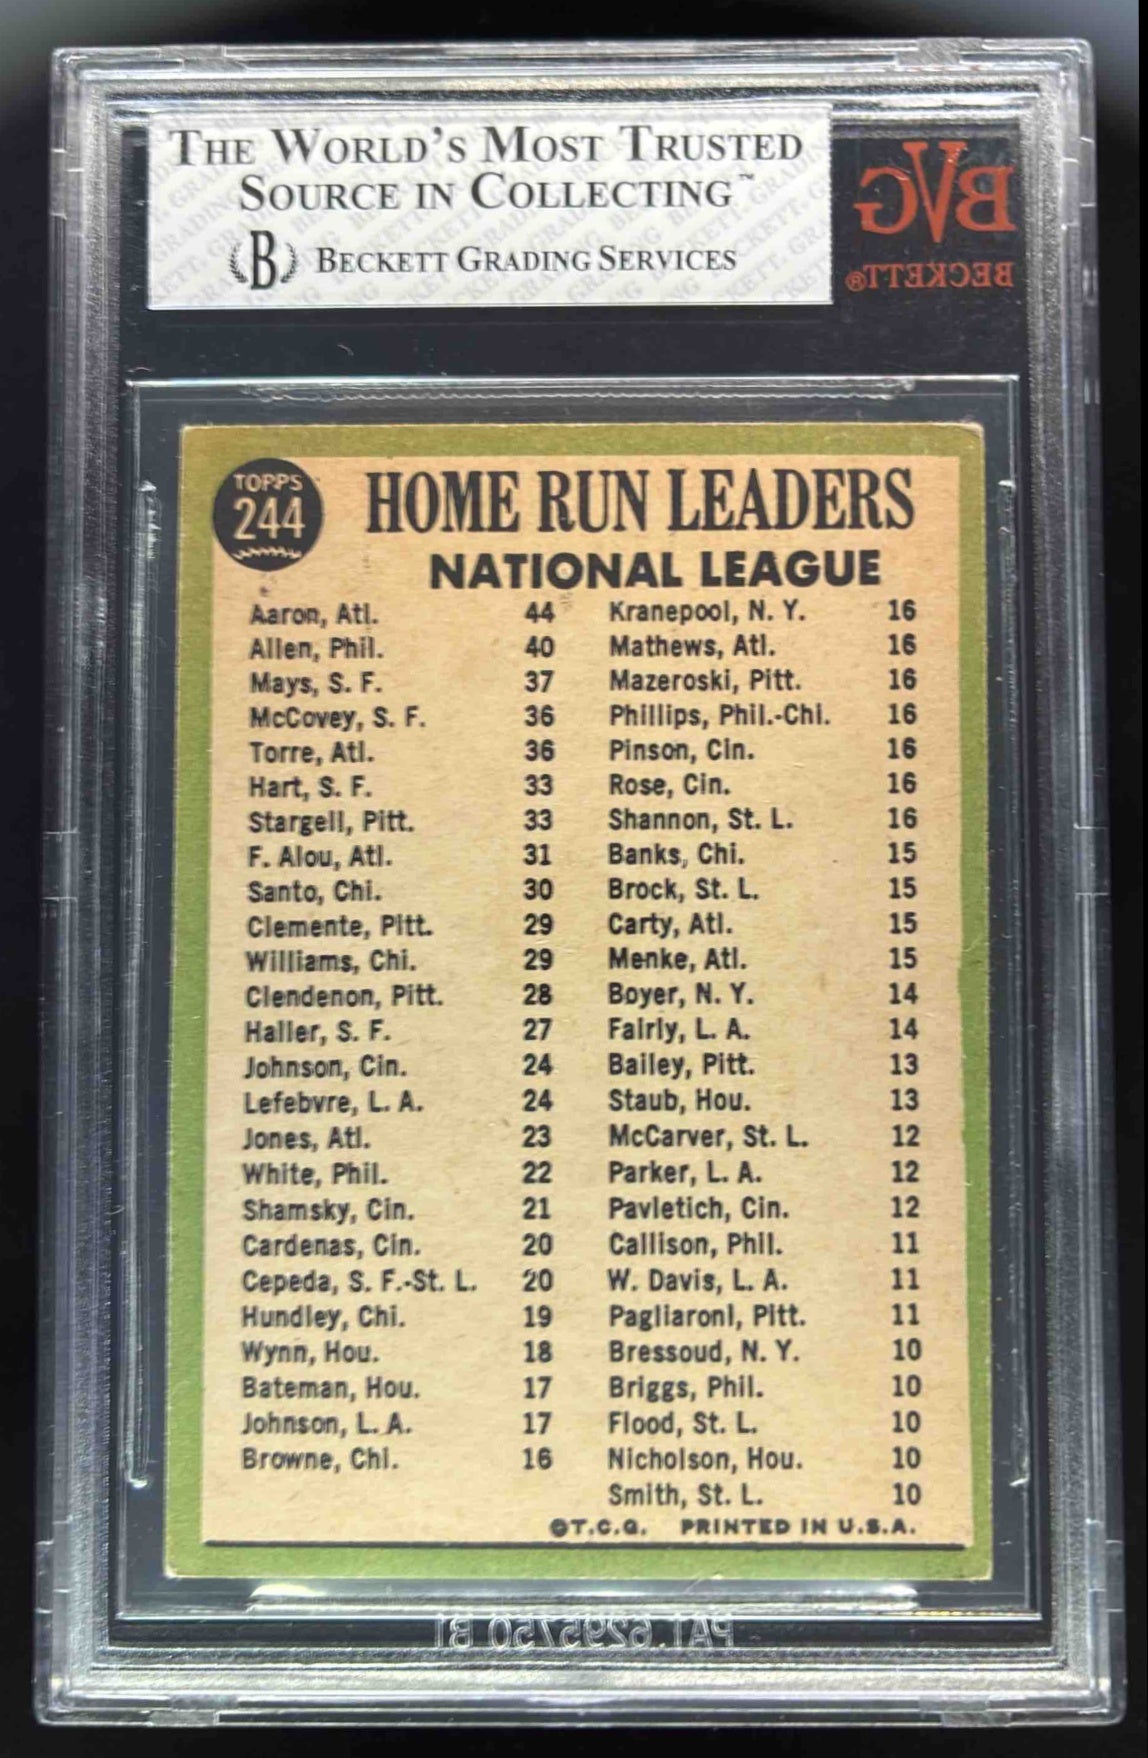 THE WORLD'S MOST TRUSTED
SOURCE IN COLLECTING™
B BECKETT GRADING SERVICES
BVG
BECKETT®
TOPPS
244
HOME RUN LEADERS
NATIONAL LEAGUE
Aaron, Atl. 44
Allen, Phil. 40
Mays, S. F. 37
McCovey, S. F. 36
Torre, Atl. 36
Hart, S. F. 33
Stargell, Pitt. 33
F. Alou, Atl. 31
Santo, Chi. 30
Clemente, Pitt. 29
Williams, Chi. 29
Clendenon, Pitt. 28
Haller, S. F. 27
Johnson, Cin. 24
Lefebvre, L. A. 24
Jones, Atl. 23
White, Phil. 22
Shamsky, Cin. 21
Cardenas, Cin. 20
Cepeda, S. F.-St. L. 20
Hundley, Chi. 19
Wynn, Hou. 18
Bateman, Hou. 17
Johnson, L. A. 17
Browne, Chi. 16
Kranepool, N. Y. 16
Mathews, Atl. 16
Mazeroski, Pitt. 16
Phillips, Phil.-Chi. 16
Pinson, Cin. 16
Rose, Cin. 16
Shannon, St. L. 16
Banks, Chi. 15
Brock, St. L. 15
Carty, Atl. 15
Menke, Atl. 15
Boyer, N. Y. 14
Fairly, L. A. 14
Bailey, Pitt. 13
Staub, Hou. 13
McCarver, St. L. 12
Parker, L. A. 12
Pavletich, Cin. 12
Callison, Phil. 11
W. Davis, L. A. 11
Pagliaroni, Pitt. 11
Bressoud, N. Y. 10
Briggs, Phil. 10
Flood, St. L. 10
Nicholson, Hou. 10
Smith, St. L. 10
©T.C.G. PRINTED IN U.S.A.
PAT. 6295750 B1